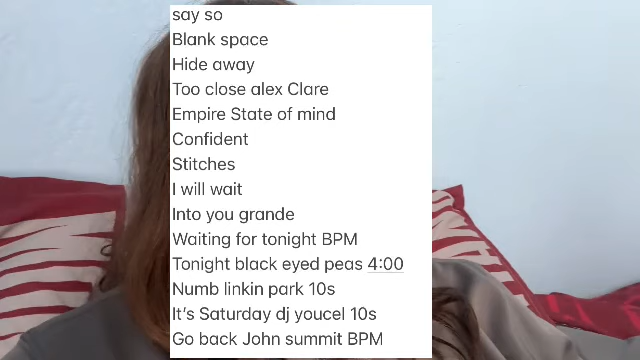 say so
Blank space
Hide away
Too close alex Clare
Empire State of mind
Confident
Stitches
I will wait
Into you grande
Waiting for tonight BPM
Tonight black eyed peas 4:00
Numb linkin park 10s
It's Saturday dj youcel 10s
Go back John summit BPM